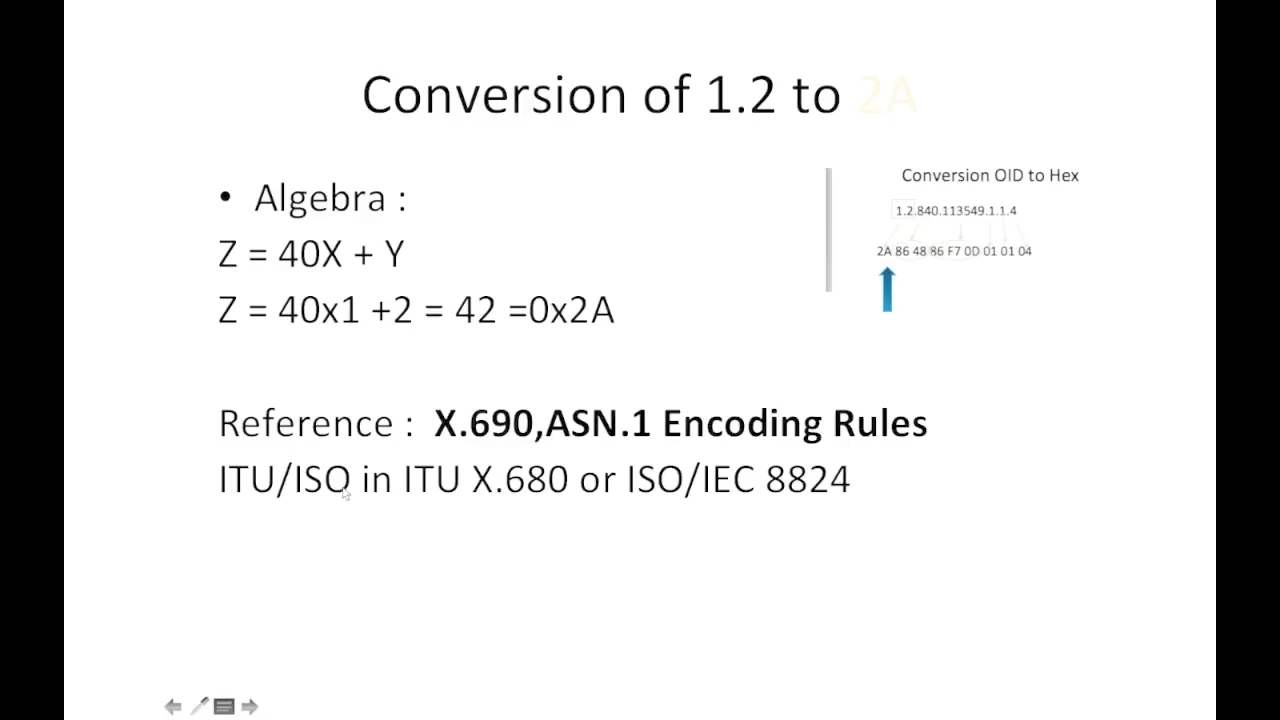 Conversion of 1.2 to 2A
• Algebra :
Z = 40X + Y
Z = 40x1 +2 = 42 =0x2A
Reference : X.690,ASN.1 Encoding Rules
ITU/ISO in ITU X.680 or ISO/IEC 8824
Conversion OID to Hex
1.2.840.113549.1.1.4
2A 86 48 86 F7 0D 01 01 04